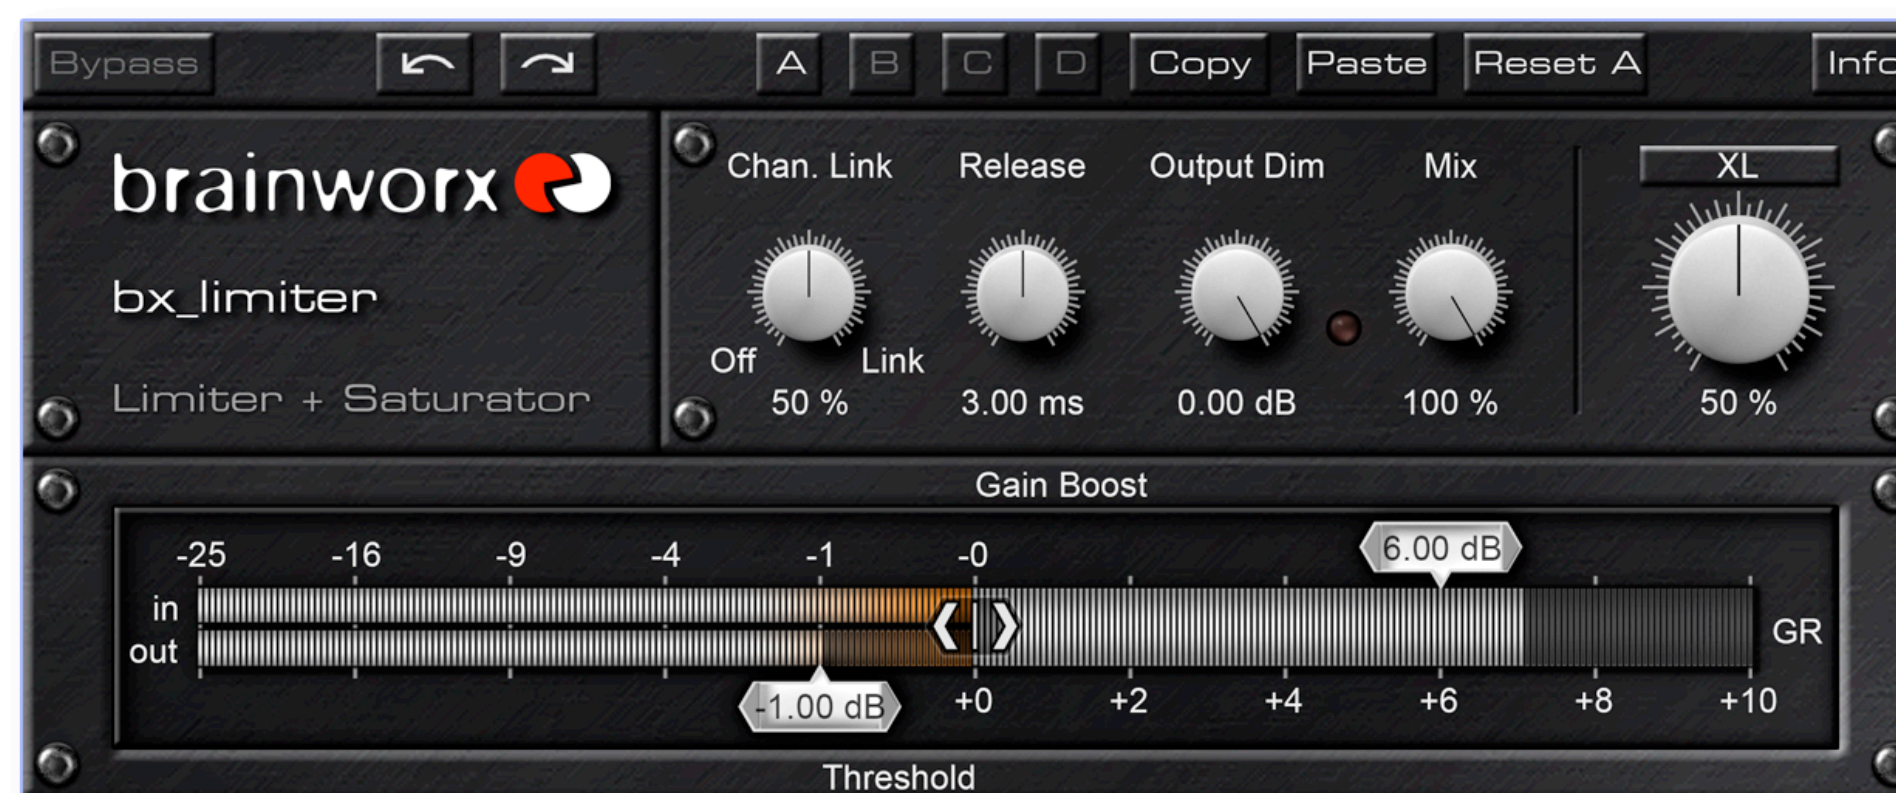 Bypass A B C D Copy Paste Reset A
brainworx
bx_limiter
Limiter + Saturator
Chan. Link Release Output Dim Mix XL
Off Link
50 % 3.00 ms 0.00 dB 100 % 50 %
Gain Boost
-25 -16 -9 -4 -1 -0 6.00 dB
in
out
GR
-1.00 dB +0 +2 +4 +6 +8 +10
Threshold